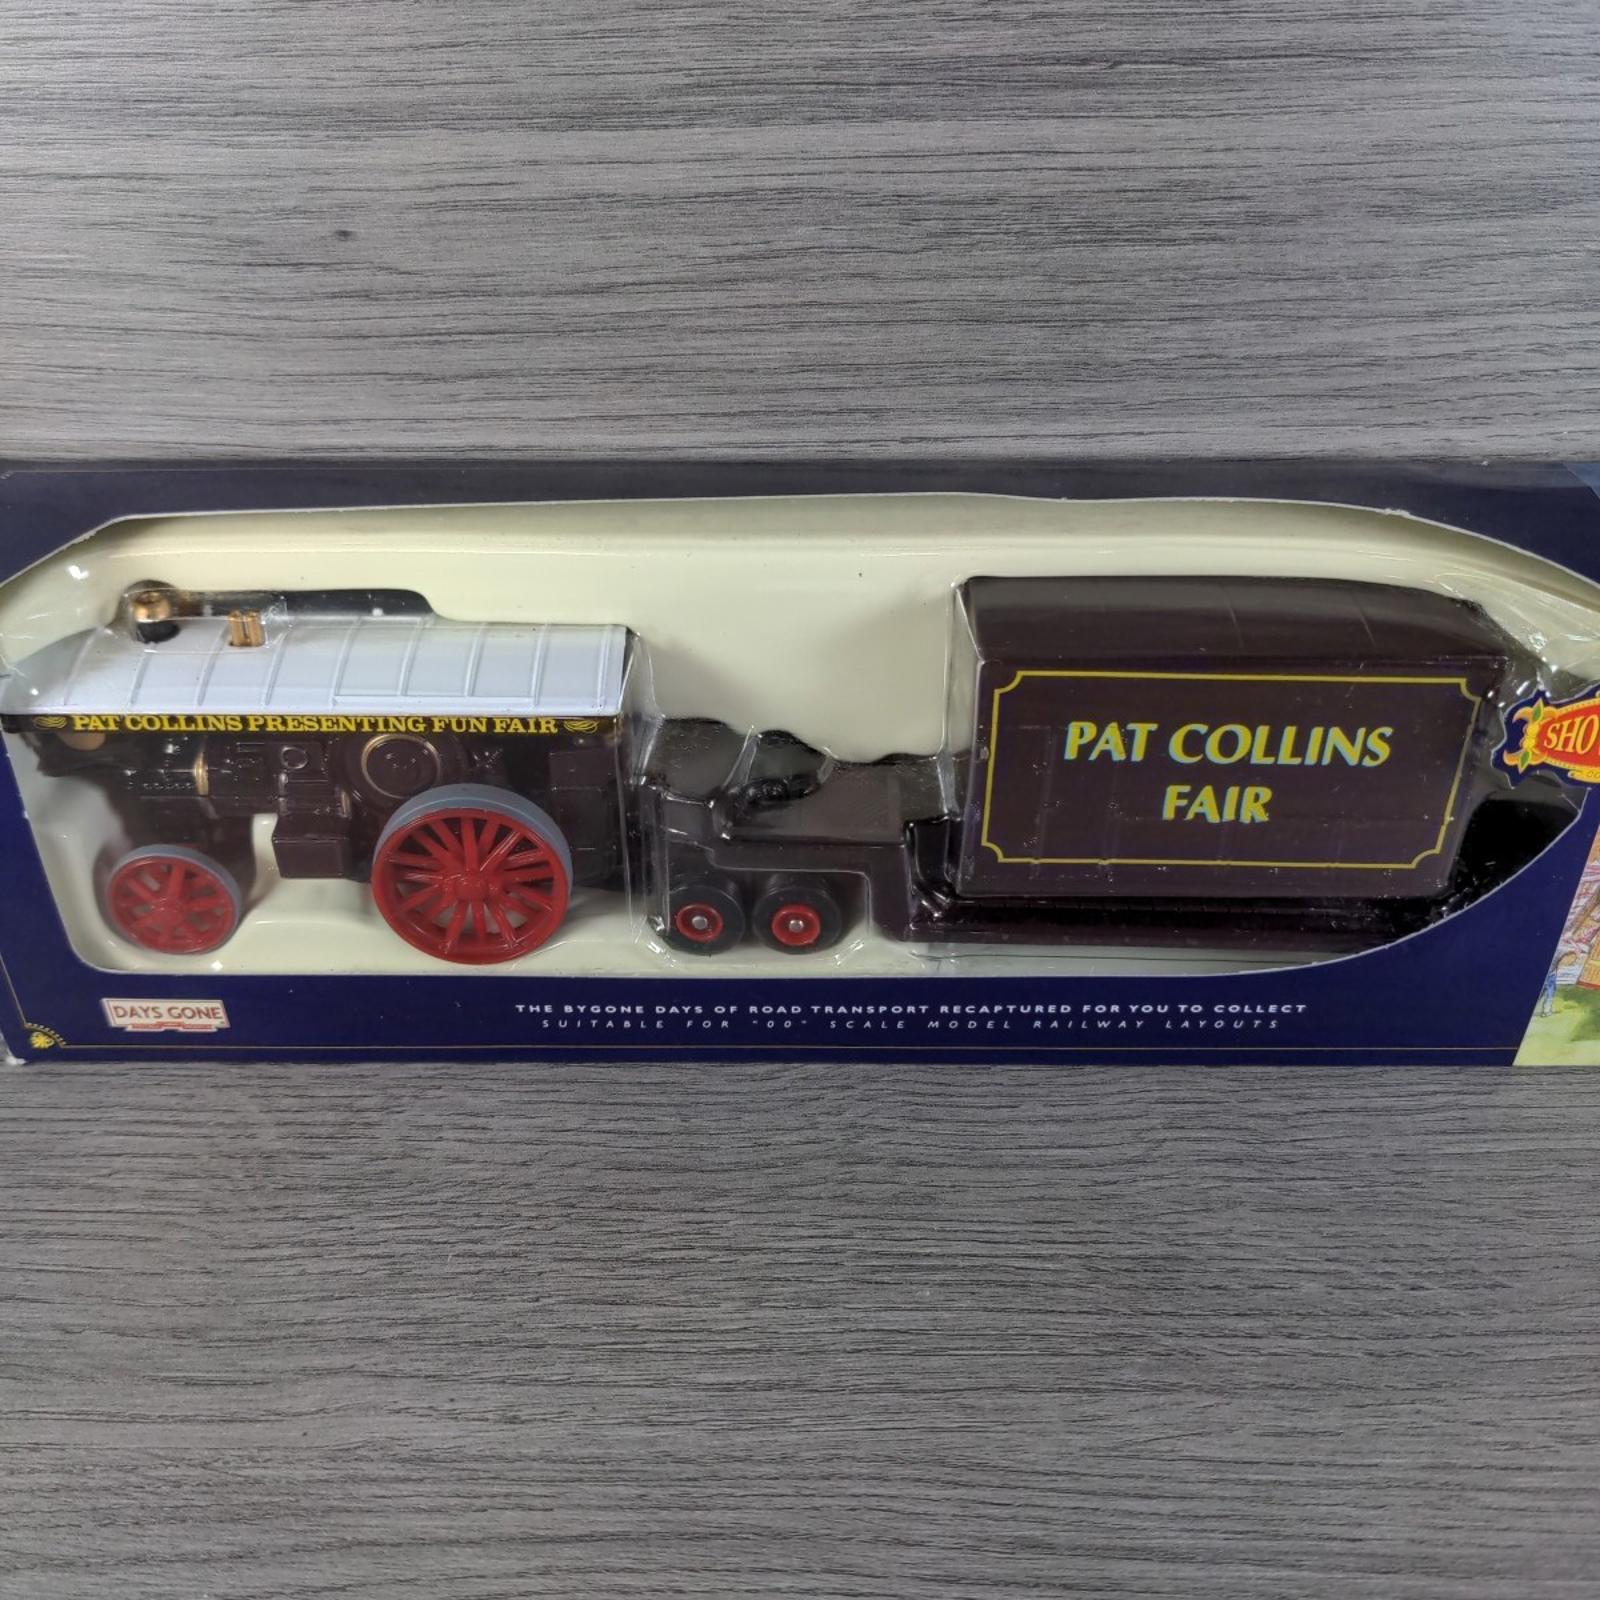 PAT COLLINS PRESENTING FUN FAIR
PAT COLLINS
FAIR
DAYS GONE
THE BYGONE DAYS OF ROAD TRANSPORT RECAPTURED FOR YOU TO COLLECT
SUITABLE FOR "00" SCALE MODEL RAILWAY LAYOUTS